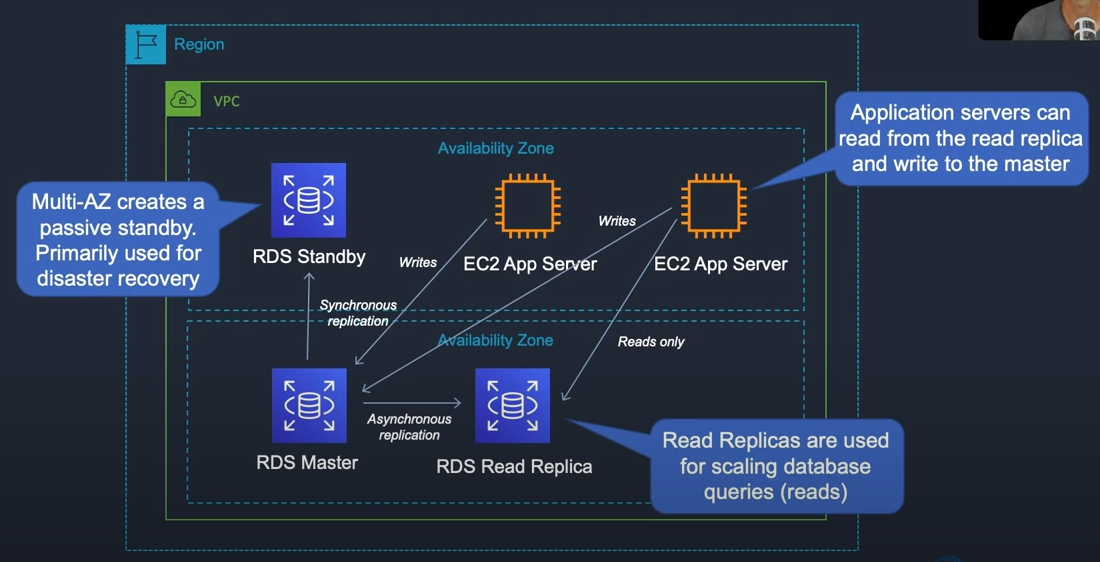 Region
VPC
Availability Zone
Application servers can
read from the read replica
and write to the master
Multi-AZ creates a
passive standby.
Primarily used for
disaster recovery
RDS Standby
Writes
EC2 App Server
Writes
EC2 App Server
Synchronous
replication
Availability Zone
Reads only
RDS Master
Asynchronous
replication
RDS Read Replica
Read Replicas are used
for scaling database
queries (reads)